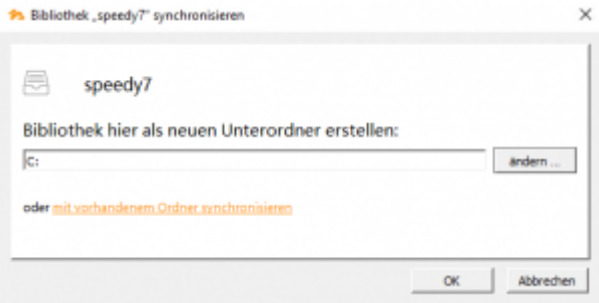 Bibliothek „speedy7" synchronisieren
speedy7
Bibliothek hier als neuen Unterordner erstellen:
C:
ändern ...
oder mit vorhandenem Ordner synchronisieren
OK
Abbrechen